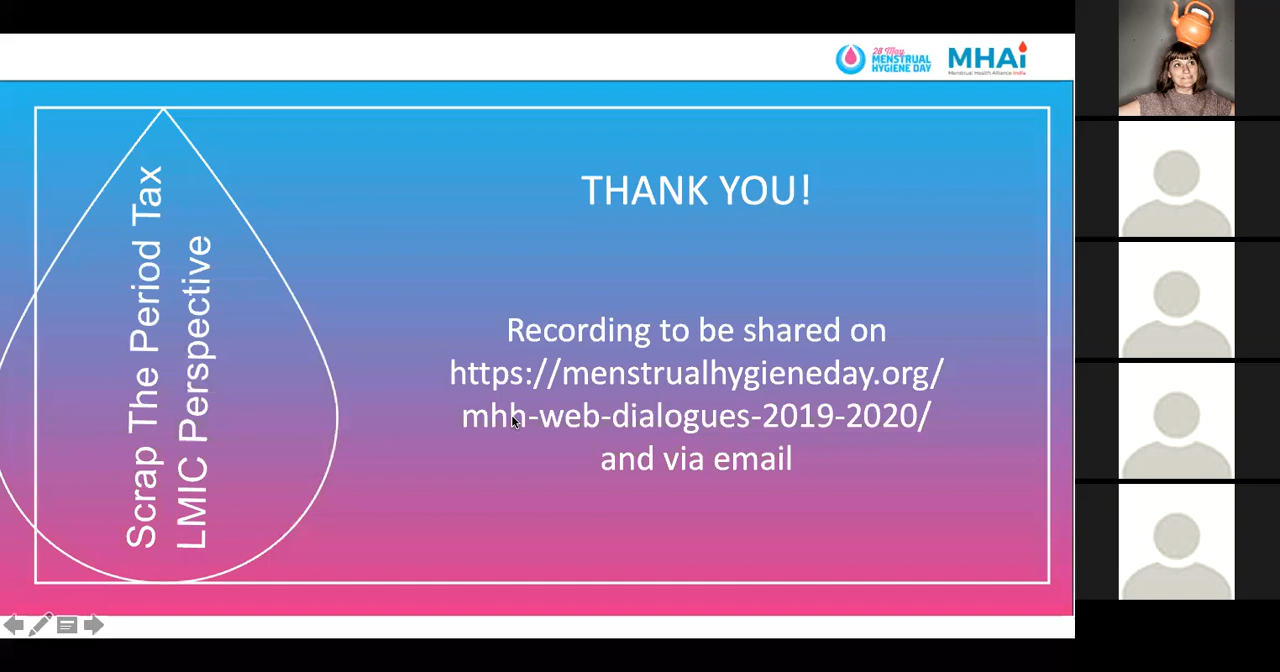 28 May
MENSTRUAL
HYGIENE DAY
MHAi
Menstrual Health Alliance India
Scrap The Period Tax
LMIC Perspective
THANK YOU!
Recording to be shared on
https://menstrualhygieneday.org/
mhh-web-dialogues-2019-2020/
and via email